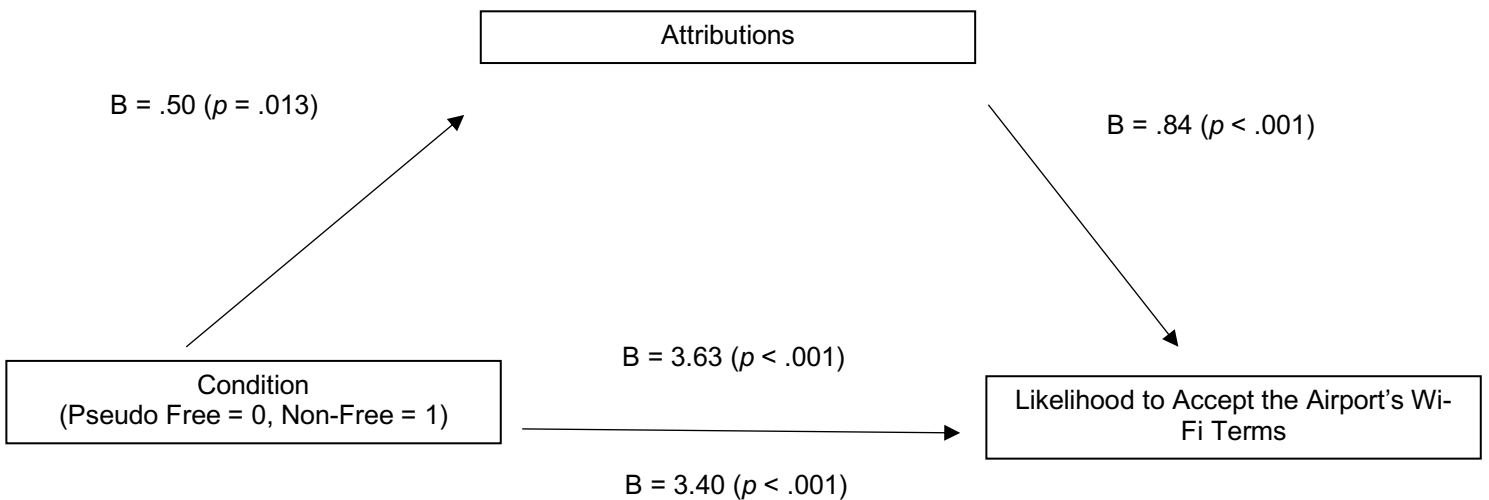 Attributions
B = .50 (p = .013)
B = .84 (p < .001)
B = 3.63 (p < .001)
Condition
(Pseudo Free = 0, Non-Free = 1)
Likelihood to Accept the Airport’s Wi-
Fi Terms
B = 3.40 (p < .001)